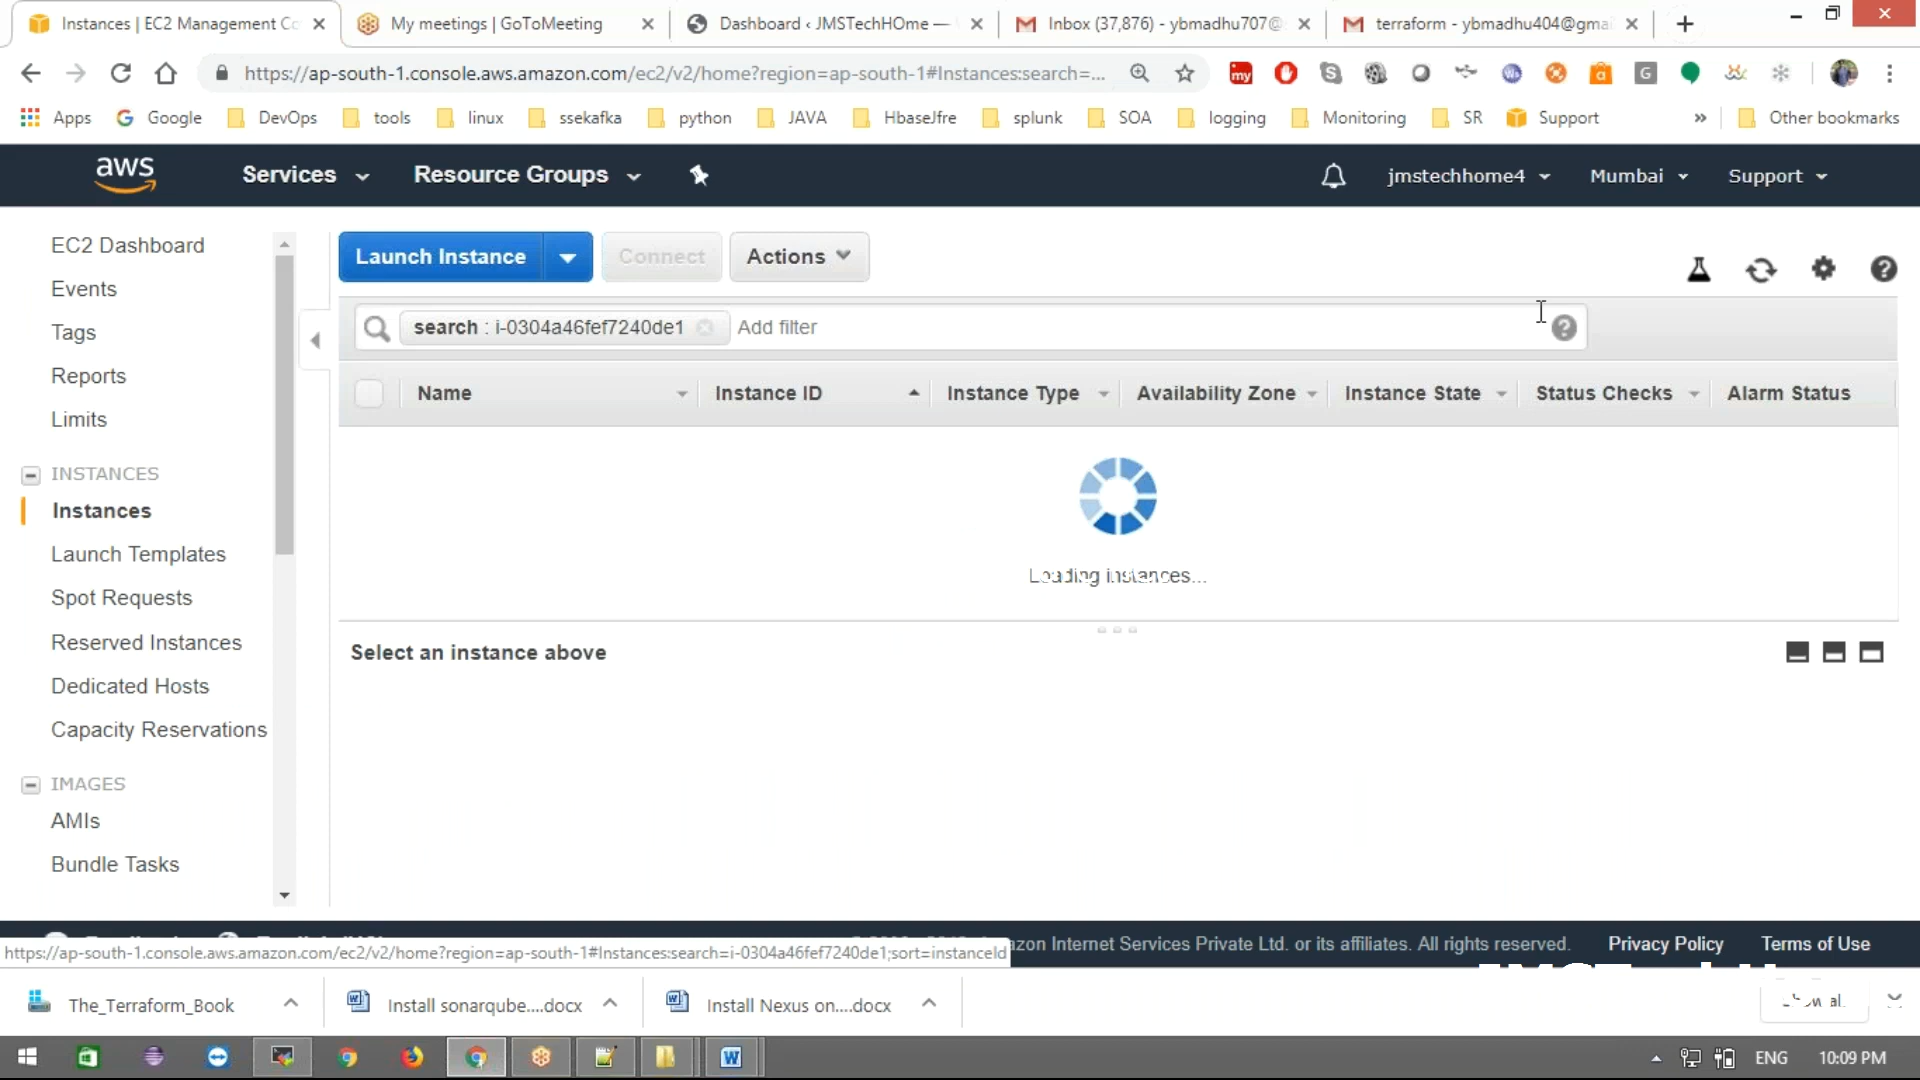 Instances | EC2 Management Co
My meetings | GoToMeeting
Dashboard ‹ JMSTechHOme —
Inbox (37,876) - ybmadhu707@
terraform - ybmadhu404@gmai
https://ap-south-1.console.aws.amazon.com/ec2/v2/home?region=ap-south-1#Instances:search=...
Apps
Google
DevOps
tools
linux
ssekafka
python
JAVA
HbaseJfre
splunk
SOA
logging
Monitoring
SR
Support
»
Other bookmarks
aws
Services
Resource Groups
jmstechhome4
Mumbai
Support
EC2 Dashboard
Events
Tags
Reports
Limits
INSTANCES
Instances
Launch Templates
Spot Requests
Reserved Instances
Dedicated Hosts
Capacity Reservations
IMAGES
AMIs
Bundle Tasks
Launch Instance
Connect
Actions
search : i-0304a46fef7240de1
Add filter
Name
Instance ID
Instance Type
Availability Zone
Instance State
Status Checks
Alarm Status
Loading instances...
Select an instance above
https://ap-south-1.console.aws.amazon.com/ec2/v2/home?region=ap-south-1#Instances:search=i-0304a46fef7240de1;sort=instanceId
zon Internet Services Private Ltd. or its affiliates. All rights reserved.
Privacy Policy
Terms of Use
The_Terraform_Book
Install sonarqube....docx
Install Nexus on....docx
ENG
10:09 PM